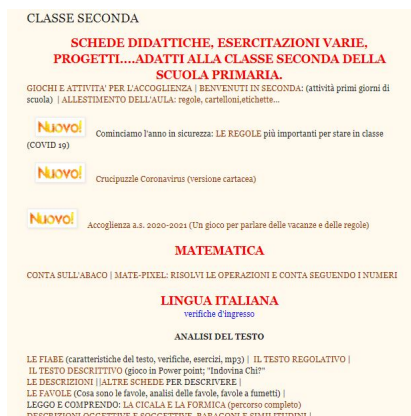 CLASSE SECONDA
SCHEDE DIDATTICHE, ESERCITAZIONI VARIE,
PROGETTI....ADATTI ALLA CLASSE SECONDA DELLA
SCUOLA PRIMARIA.
GIOCHI E ATTIVITA' PER L'ACCOGLIENZA | BENVENUTI IN SECONDA: (attività primi giorni di
scuola) | ALLESTIMENTO DELL'AULA: regole, cartelloni,etichette...
Nuovo! Cominciamo l'anno in sicurezza: LE REGOLE più importanti per stare in classe
(COVID 19)
Nuovo! Crucipuzzle Coronavirus (versione cartacea)
Nuovo! Accoglienza a.s. 2020-2021 (Un gioco per parlare delle vacanze e delle regole)
MATEMATICA
CONTA SULL'ABACO | MATE-PIXEL: RISOLVI LE OPERAZIONI E CONTA SEGUENDO I NUMERI
LINGUA ITALIANA
verifiche d'ingresso
ANALISI DEL TESTO
LE FIABE (caratteristiche del testo, verifiche, esercizi, mp3) | IL TESTO REGOLATIVO |
IL TESTO DESCRITTIVO (gioco in Power point; "Indovina Chi?"
LE DESCRIZIONI ||ALTRE SCHEDE PER DESCRIVERE |
LE FAVOLE (Cosa sono le favole, analisi delle favole, favole a fumetti) |
LEGGO E COMPRENDO: LA CICALA E LA FORMICA (percorso completo)
DESCRIZIONI OGGETTIVE E SOGGETTIVE, PARAGONI E SIMILITUDINI |